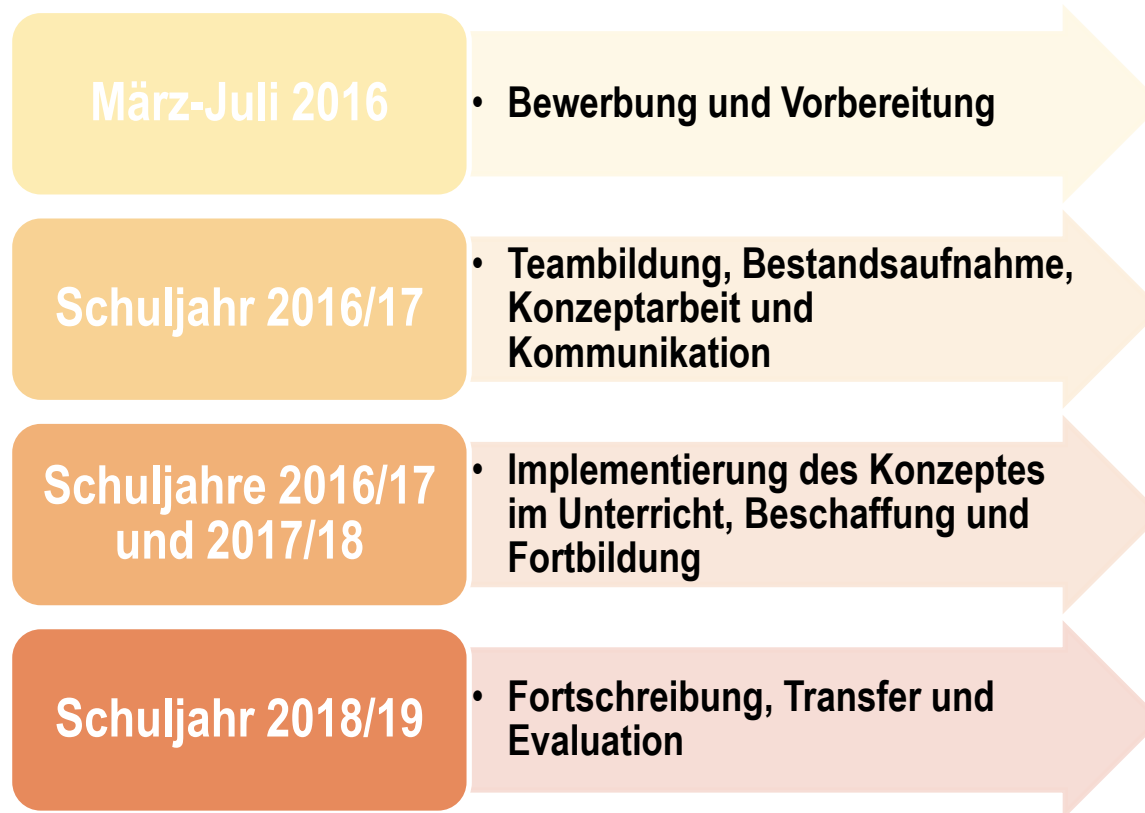 März-Juli 2016
• Bewerbung und Vorbereitung
Schuljahr 2016/17
• Teambildung, Bestandsaufnahme,
Konzeptarbeit und
Kommunikation
Schuljahre 2016/17
und 2017/18
• Implementierung des Konzeptes
im Unterricht, Beschaffung und
Fortbildung
Schuljahr 2018/19
• Fortschreibung, Transfer und
Evaluation